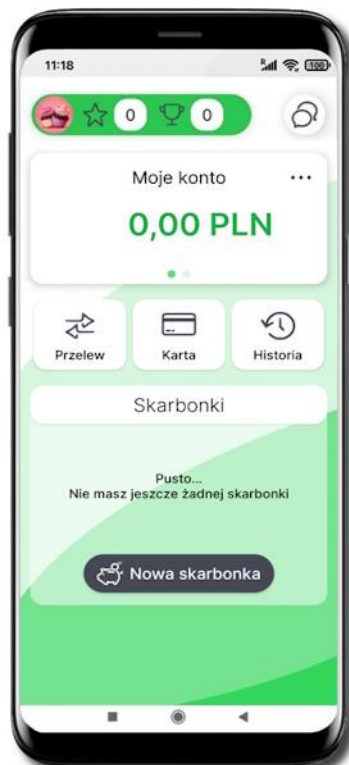 11:18
R
100
0
0
Moje konto
...
0,00 PLN
Przelew
Karta
Historia
Skarbonki
Pusto...
Nie masz jeszcze żadnej skarbonki
Nowa skarbonka